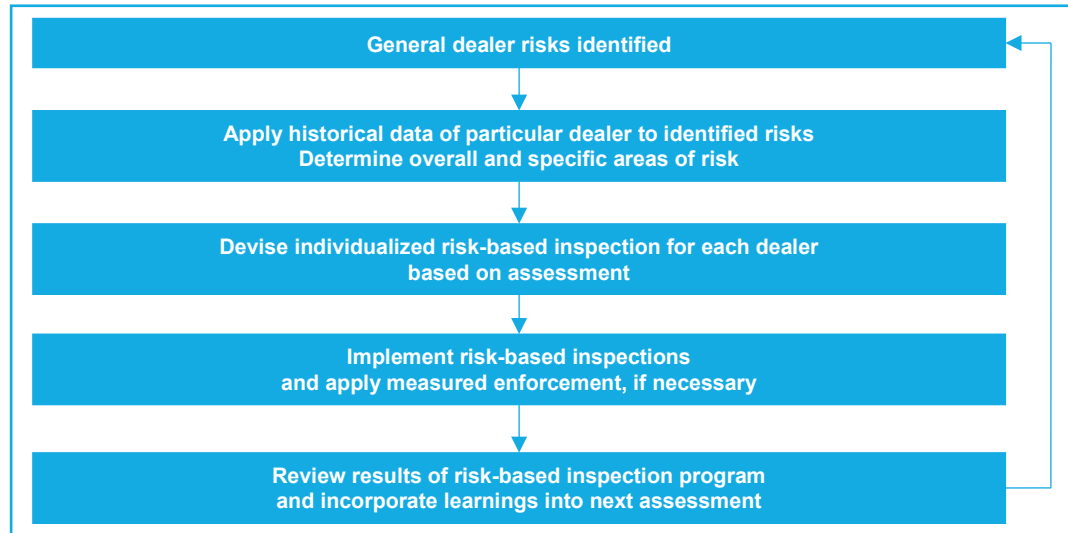 General dealer risks identified
Apply historical data of particular dealer to identified risks
Determine overall and specific areas of risk
Devise individualized risk-based inspection for each dealer
based on assessment
Implement risk-based inspections
and apply measured enforcement, if necessary
Review results of risk-based inspection program
and incorporate learnings into next assessment